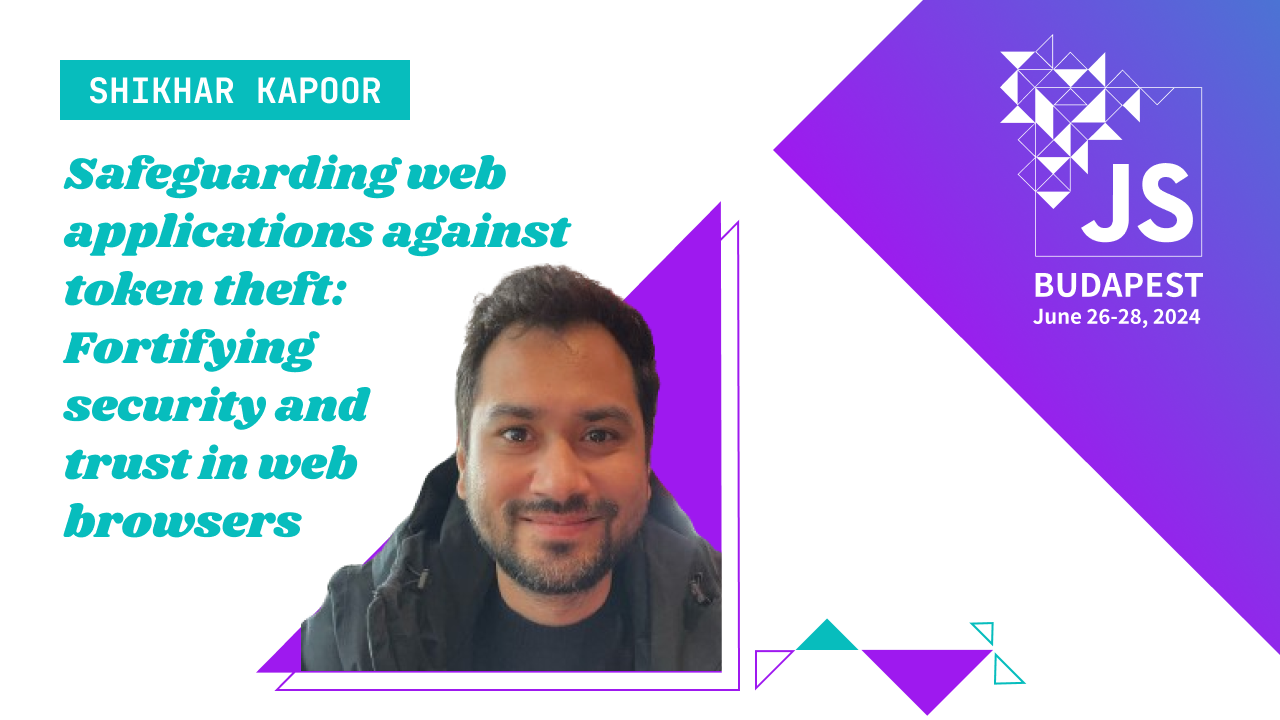 SHIKHAR KAPOOR
Safeguarding web
applications against
token theft:
Fortifying
security and
trust in web
browsers
JS
BUDAPEST
June 26-28, 2024